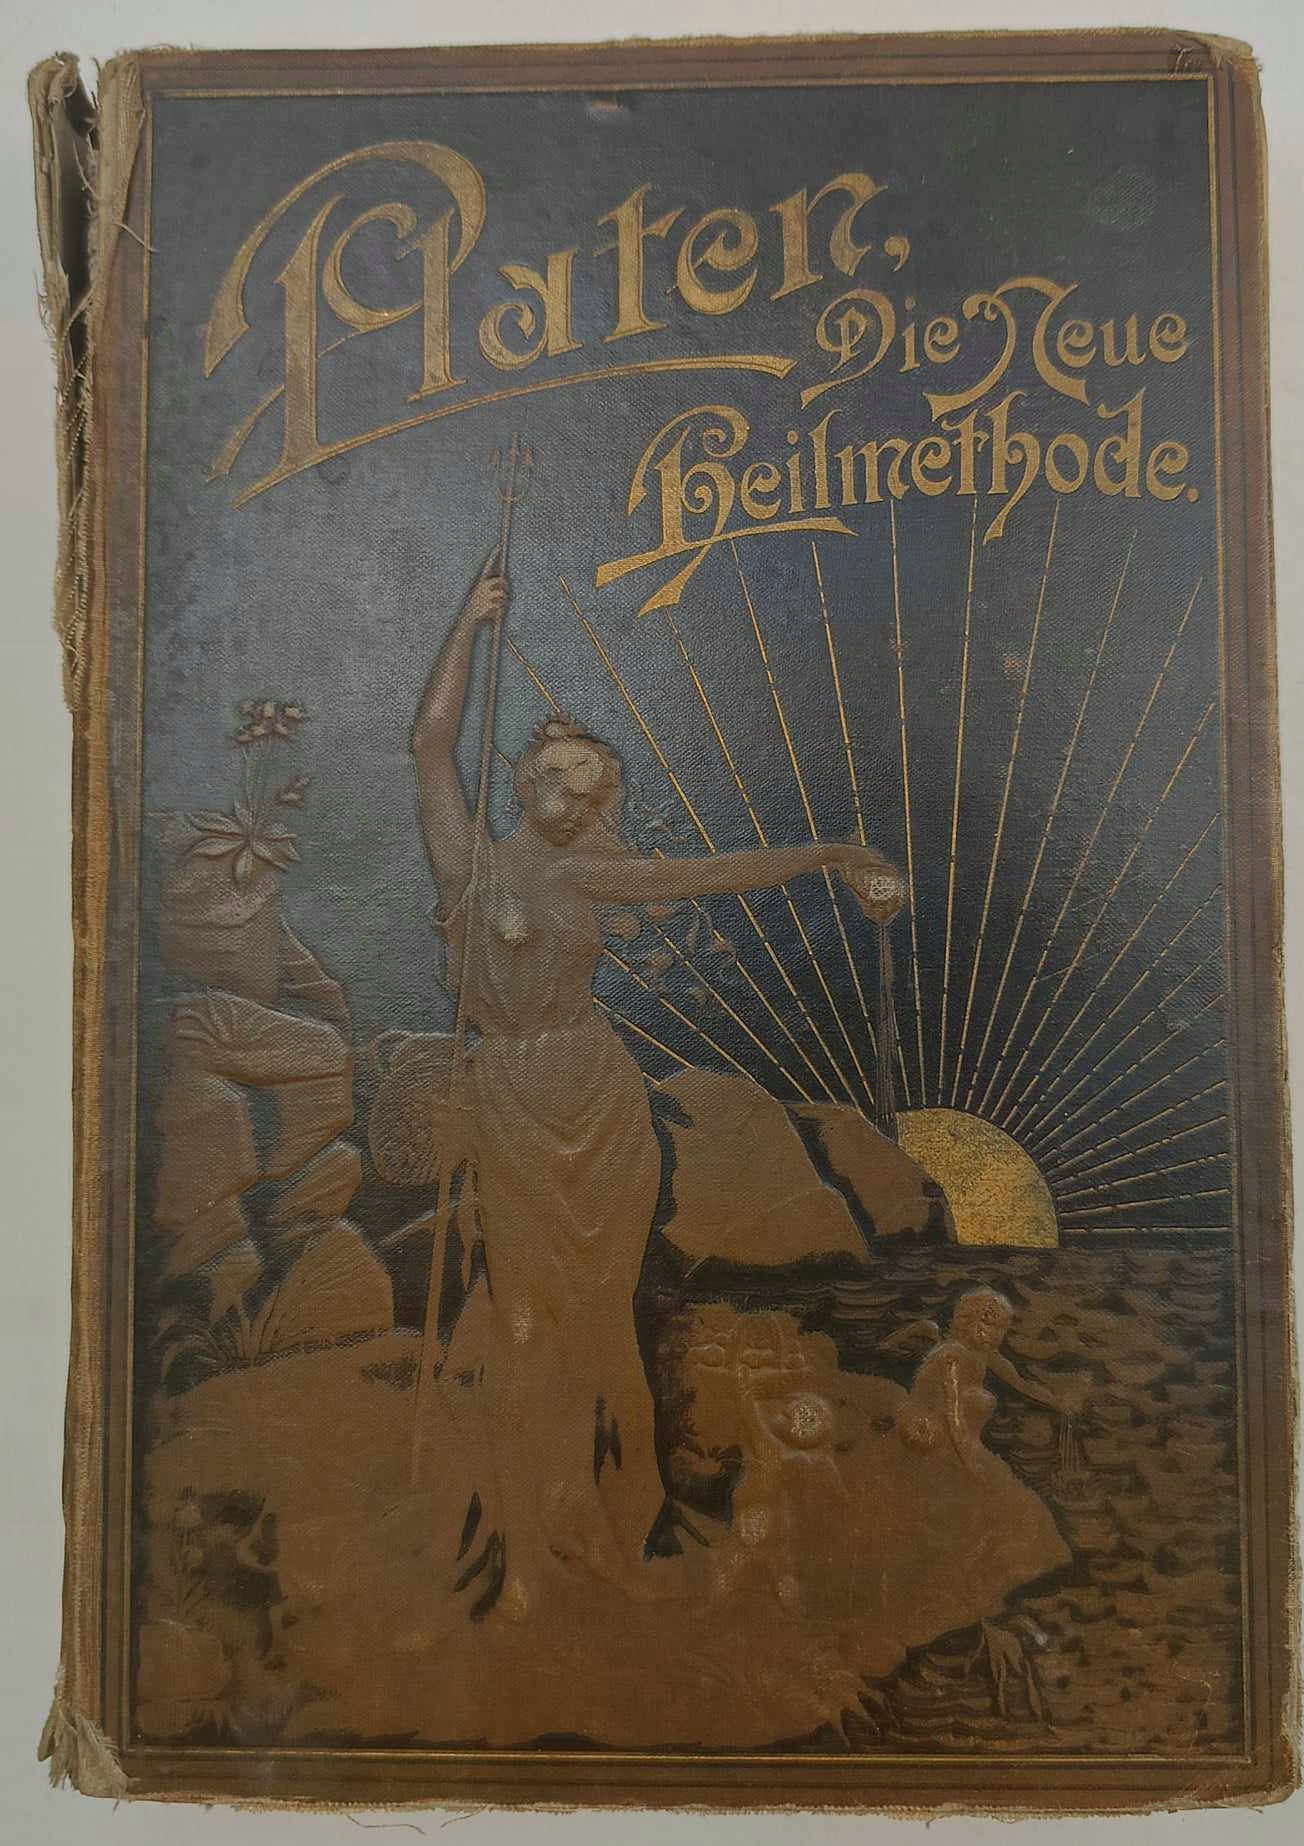 Platen,
Die Neue
Heilmethode.